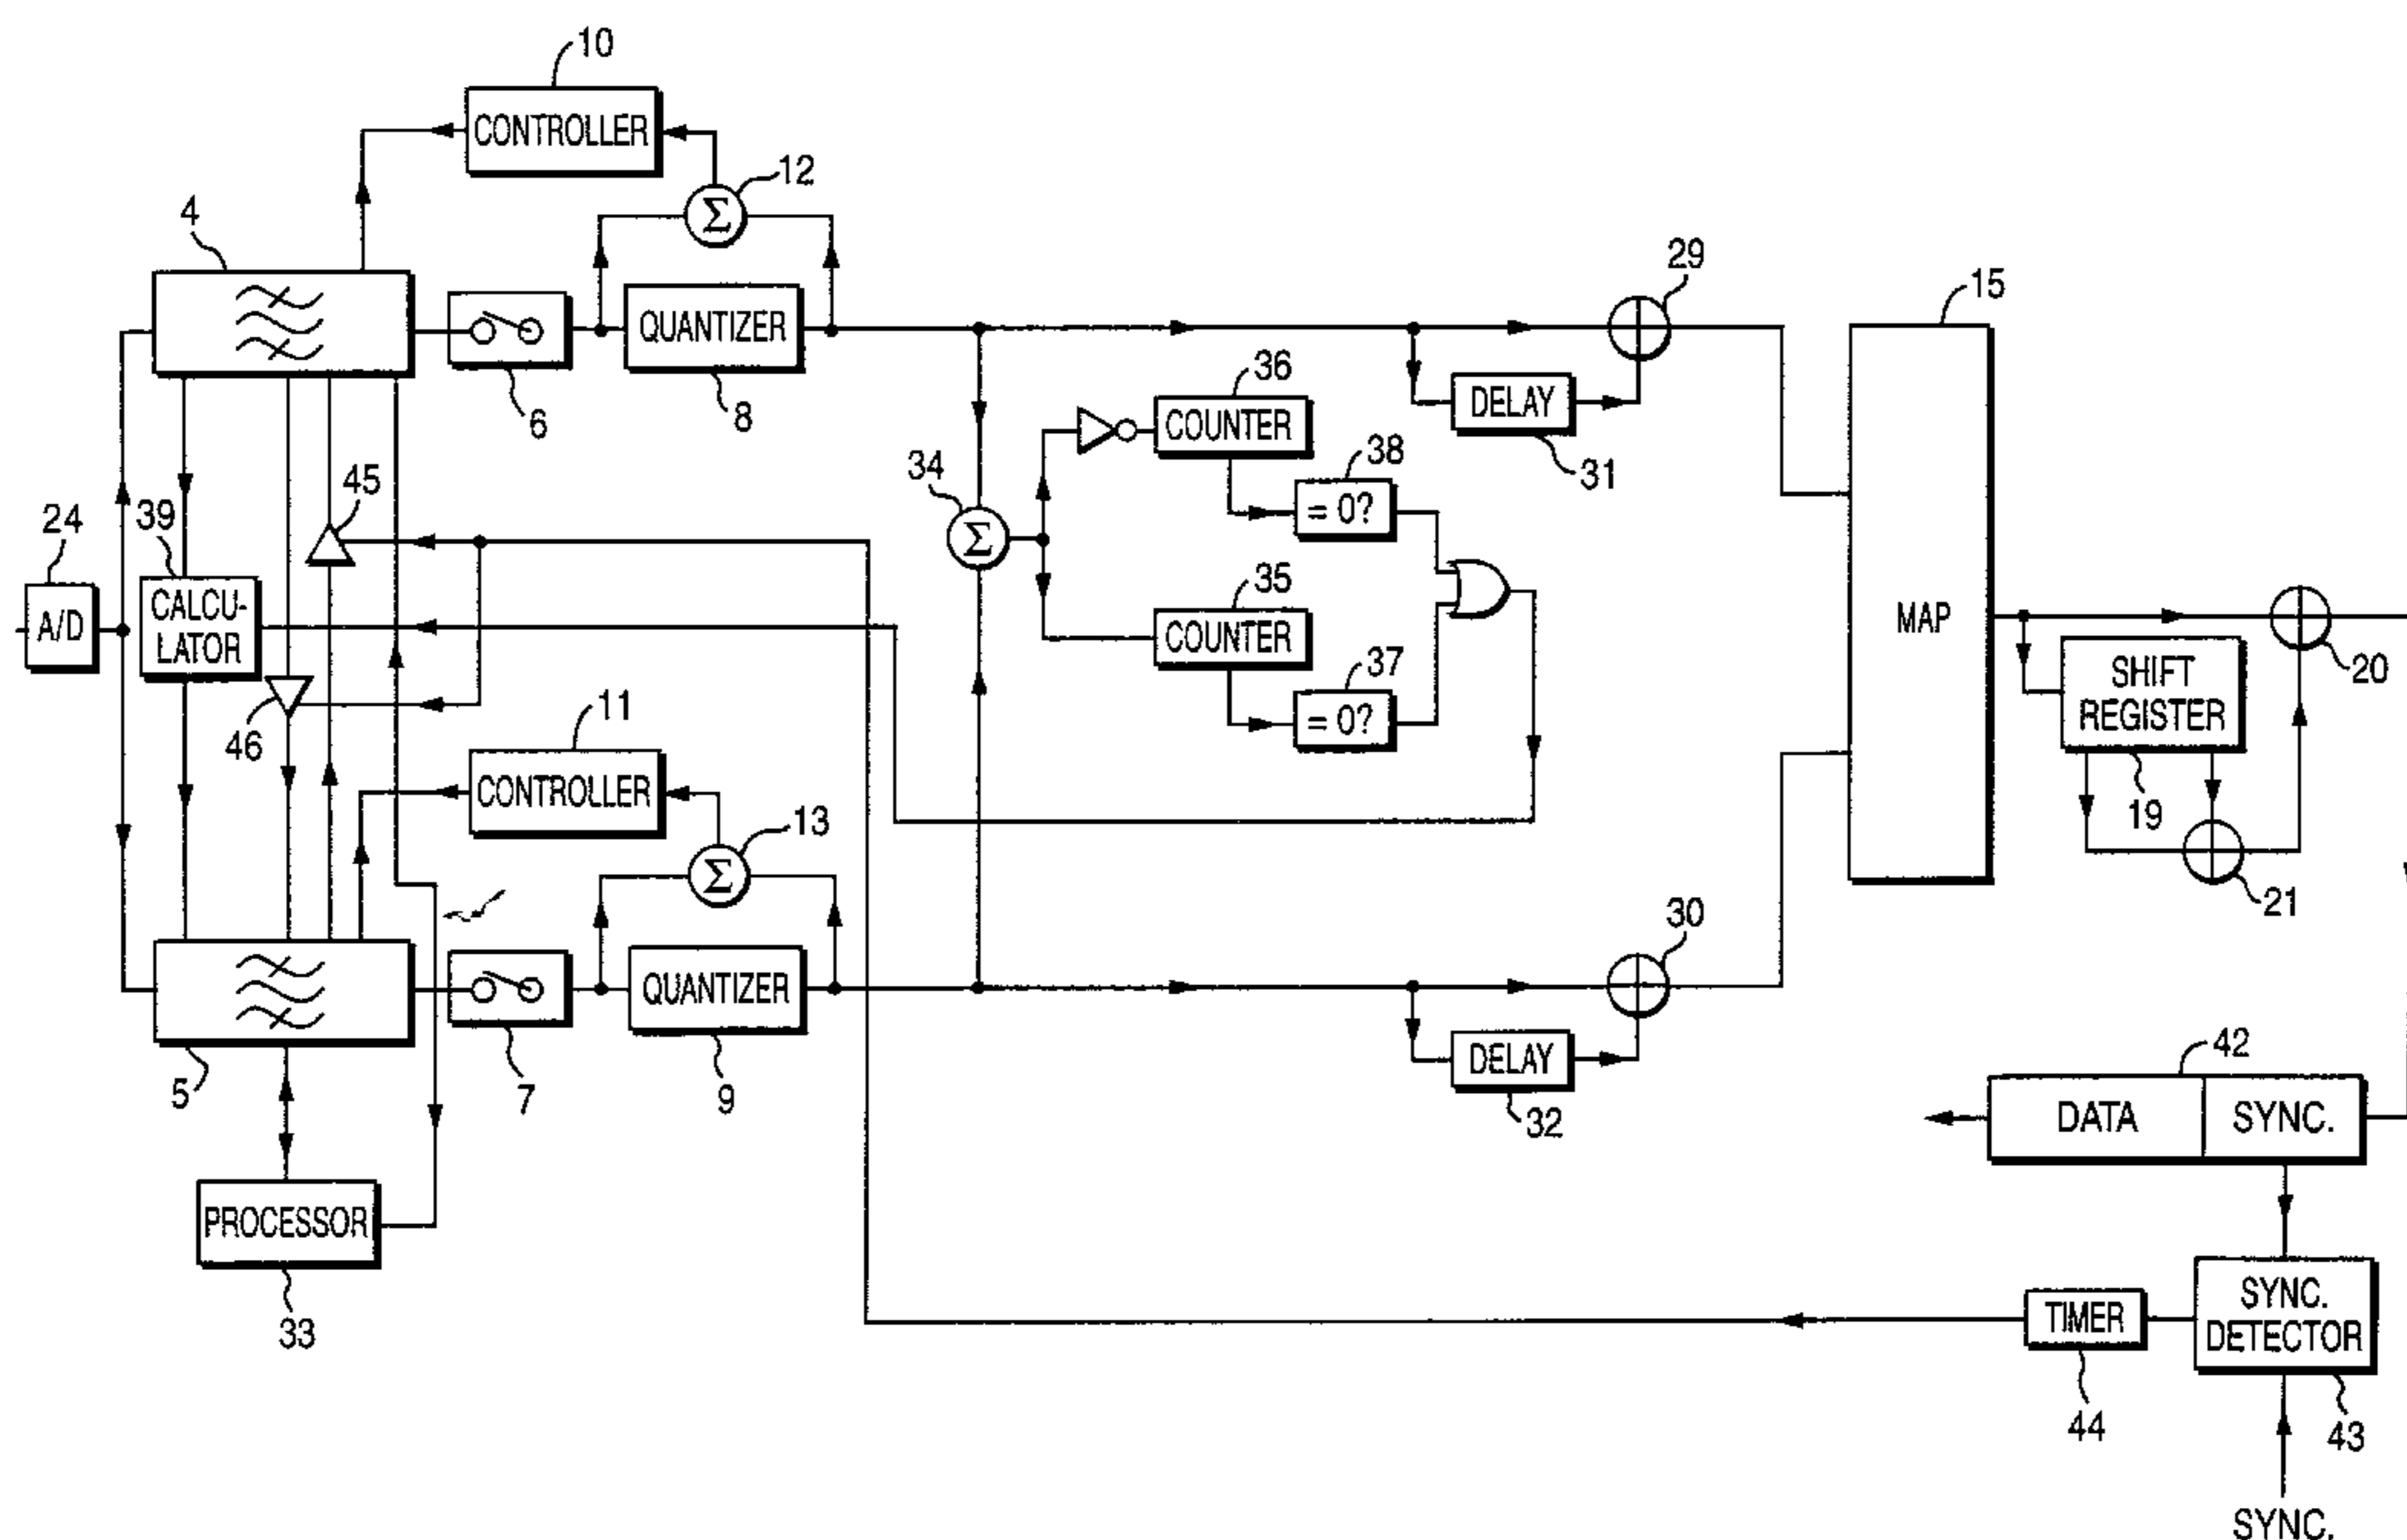 10
CONTROLLER
12
Σ
4
6
QUANTIZER
8
29
15
36
COUNTER
DELAY
31
34
Σ
38
= 0?
45
24
39
A/D
CALCU-
LATOR
35
COUNTER
37
= 0?
MAP
SHIFT
REGISTER
20
19
21
46
11
CONTROLLER
13
Σ
5
7
QUANTIZER
9
30
DELAY
32
42
DATA
SYNC.
PROCESSOR
33
TIMER
44
SYNC.
DETECTOR
43
SYNC.